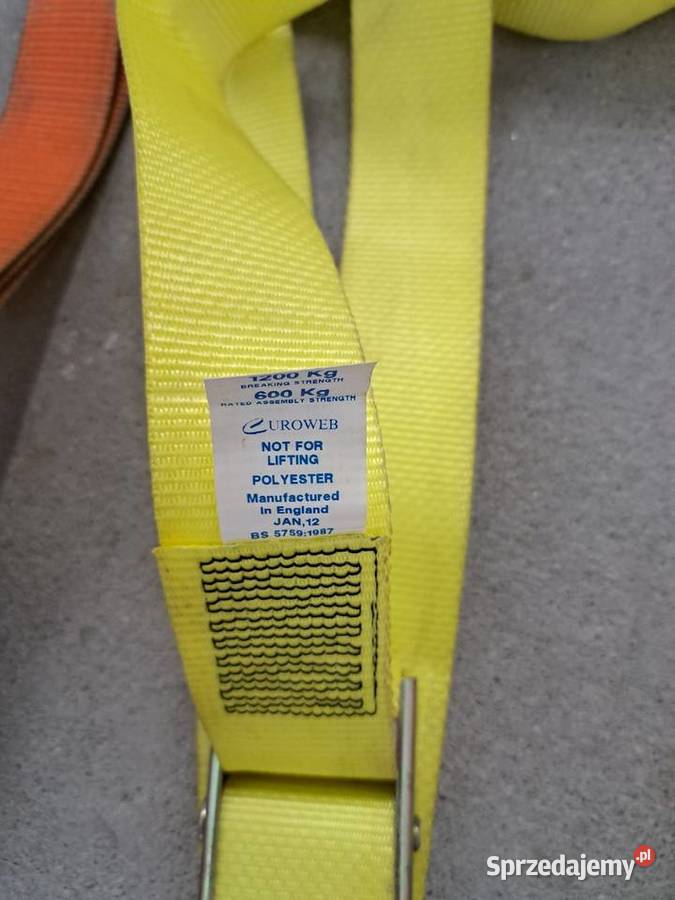 1200 Kg
BREAKING STRENGTH
600 Kg
RATED ASSEMBLY STRENGTH
EUROWEB
NOT FOR
LIFTING
POLYESTER
Manufactured
In England
JAN,12
BS 5759:1987
Sprzedajemy.pl